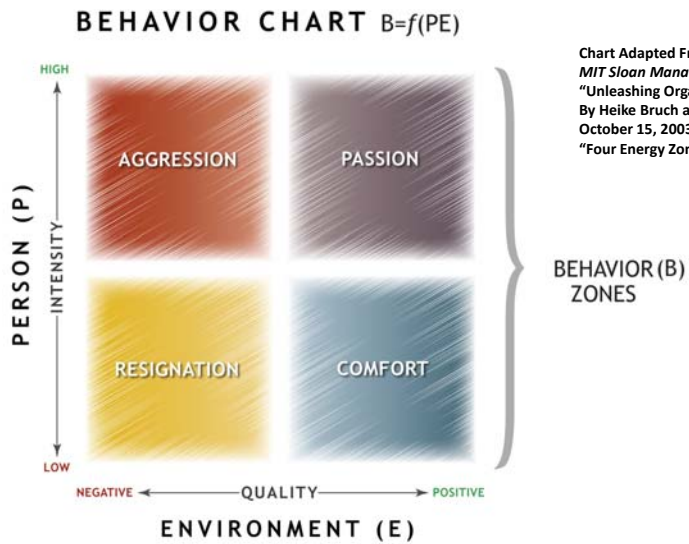 BEHAVIOR CHART B=f(PE)
Chart Adapted
MIT Sloan
"Unleashing
By Heike Bruch
October 15, 2003
"Four Energy
HIGH
AGGRESSION
PASSION
PERSON (P)
INTENSITY
BEHAVIOR (B)
ZONES
RESIGNATION
COMFORT
LOW
NEGATIVE
QUALITY
POSITIVE
ENVIRONMENT (E)